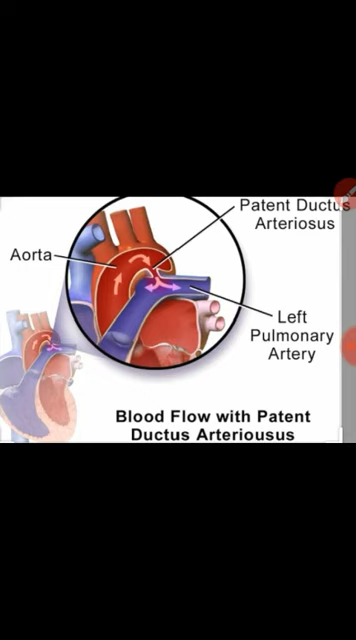 Patent Ductus
Arteriosus
Aorta
Left
Pulmonary
Artery
Blood Flow with Patent
Ductus Arteriousus